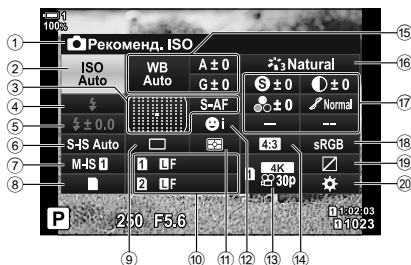 1
100%
① Рекоменд. ISO ⑮
② ISO Auto WB Auto A±0 G±0 3 Natural ⑯
③ S±0 ±0 ⑰
④ S-AF ±0 Normal
⑤ ±0.0 i -- --
⑥ S-IS Auto 4:3 sRGB ⑱
⑦ M-IS 1 1 LF 4K 30p ⑲
⑧ 2 LF ⑳
P 250 F5.6 1 1:02:03
1 1023
⑨ ⑩ ⑪ ⑫ ⑬ ⑭